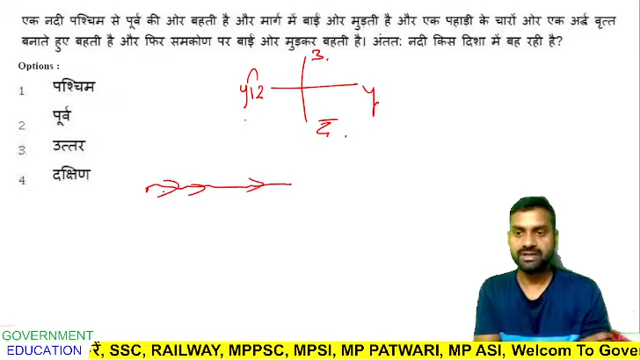 एक नदी पश्चिम से पूर्व की ओर बहती है और मार्ग में बाईं ओर मुड़ती है और एक पहाड़ी के चारों ओर एक अर्द्ध वृत्त
बनाते हुए बहती है और फिर समकोण पर बाईं ओर मुड़कर बहती है। अंतत: नदी किस दिशा में बह रही है?
Options :
1. पश्चिम
2. पूर्व
3. उत्तर
4. दक्षिण
GOVERNMENT
EDUCATION
रें, SSC, RAILWAY, MPPSC, MPSI, MP PATWARI, MP ASI, Welcome To Gove